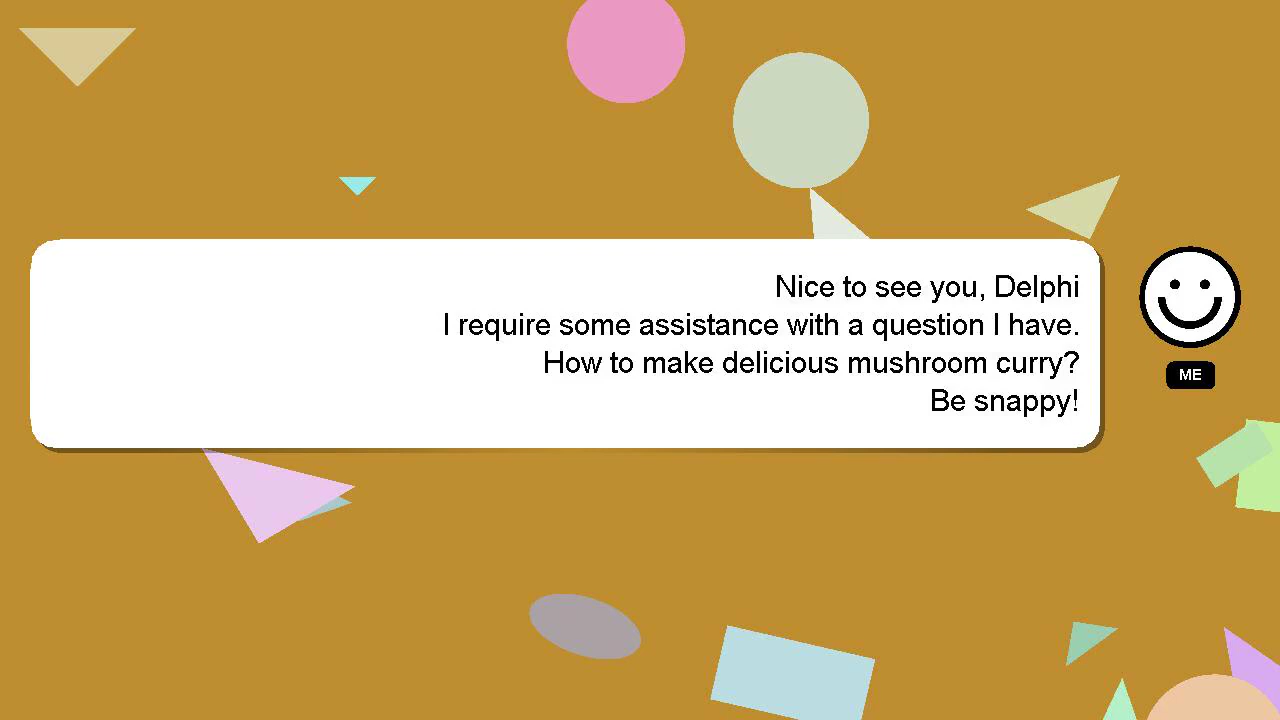 Nice to see you, Delphi
I require some assistance with a question I have.
How to make delicious mushroom curry?
Be snappy!
ME